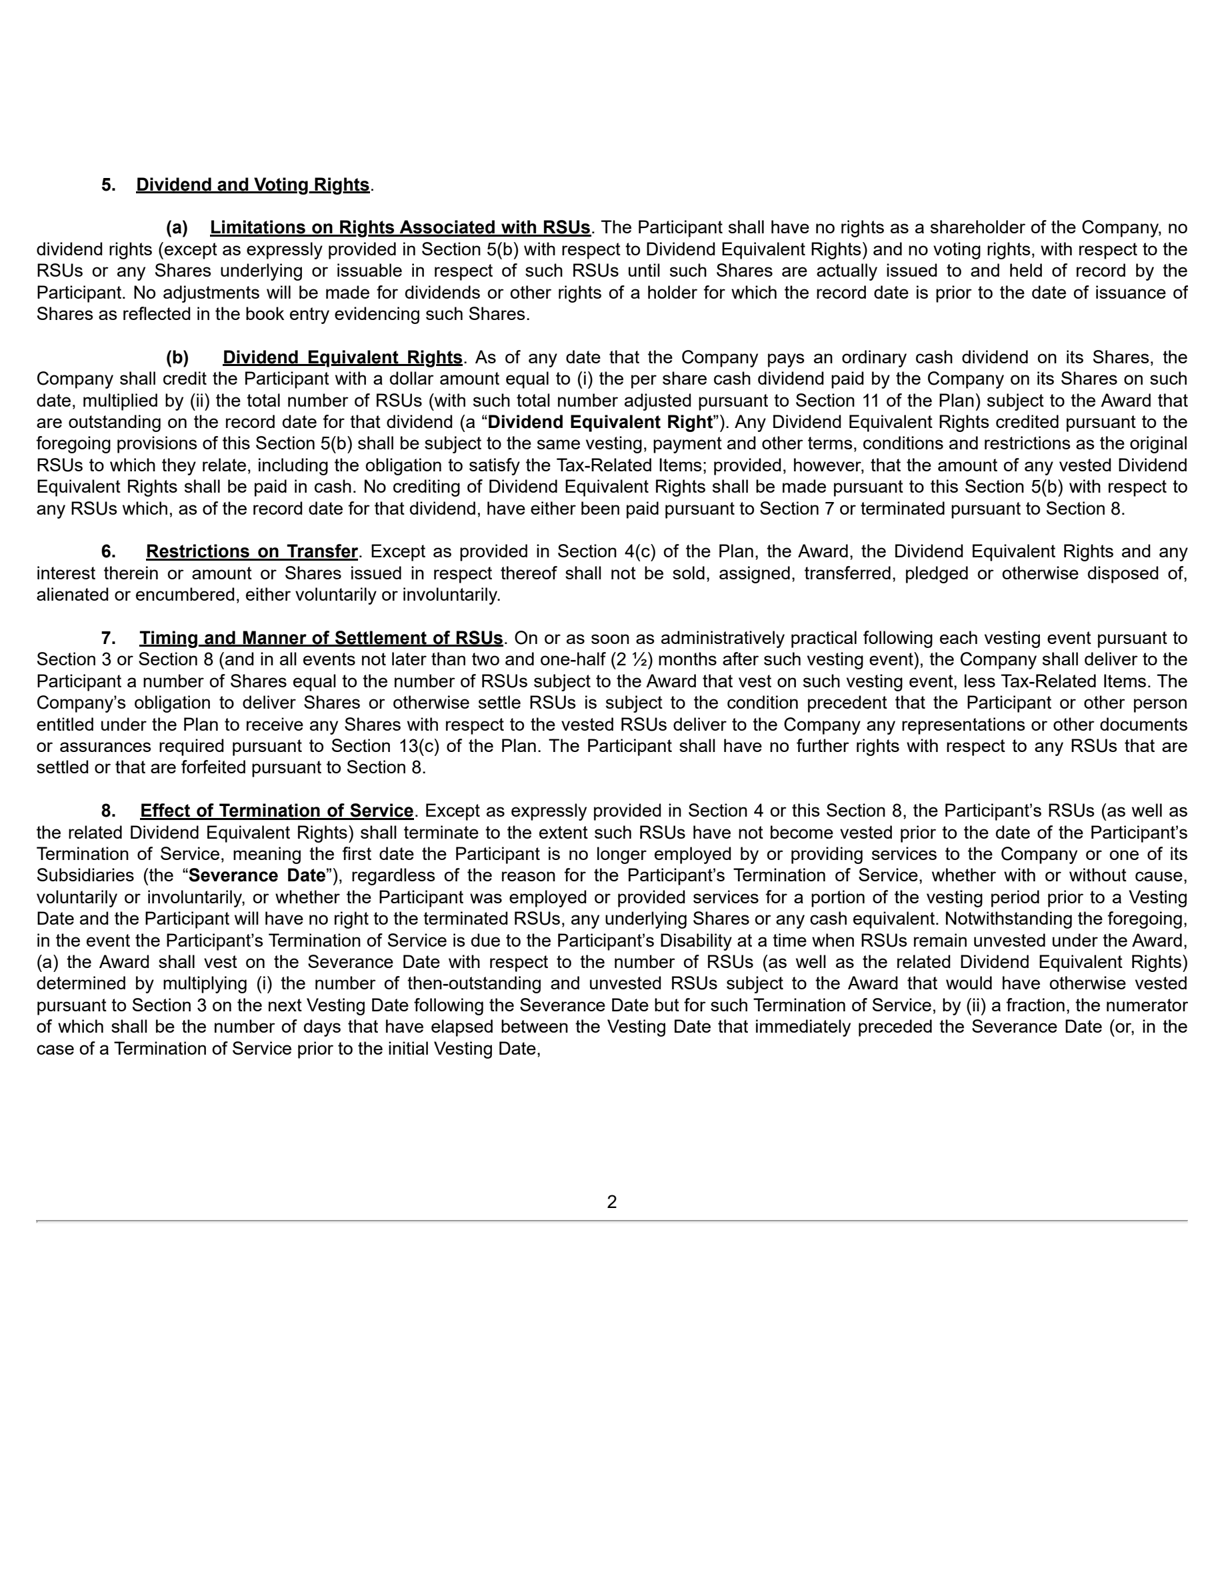 5. Dividend and Voting Rights.
(a) Limitations on Rights Associated with RSUs. The Participant shall have no rights as a shareholder of the Company, no
dividend rights (except as expressly provided in Section 5(b) with respect to Dividend Equivalent Rights) and no voting rights, with respect to the
RSUs or any Shares underlying or issuable in respect of such RSUs until such Shares are actually issued to and held of record by the
Participant. No adjustments will be made for dividends or other rights of a holder for which the record date is prior to the date of issuance of
Shares as reflected in the book entry evidencing such Shares.
(b) Dividend Equivalent Rights. As of any date that the Company pays an ordinary cash dividend on its Shares, the
Company shall credit the Participant with a dollar amount equal to (i) the per share cash dividend paid by the Company on its Shares on such
date, multiplied by (ii) the total number of RSUs (with such total number adjusted pursuant to Section 11 of the Plan) subject to the Award that
are outstanding on the record date for that dividend (a “Dividend Equivalent Right”). Any Dividend Equivalent Rights credited pursuant to the
foregoing provisions of this Section 5(b) shall be subject to the same vesting, payment and other terms, conditions and restrictions as the original
RSUs to which they relate, including the obligation to satisfy the Tax-Related Items; provided, however, that the amount of any vested Dividend
Equivalent Rights shall be paid in cash. No crediting of Dividend Equivalent Rights shall be made pursuant to this Section 5(b) with respect to
any RSUs which, as of the record date for that dividend, have either been paid pursuant to Section 7 or terminated pursuant to Section 8.
6. Restrictions on Transfer. Except as provided in Section 4(c) of the Plan, the Award, the Dividend Equivalent Rights and any
interest therein or amount or Shares issued in respect thereof shall not be sold, assigned, transferred, pledged or otherwise disposed of,
alienated or encumbered, either voluntarily or involuntarily.
7. Timing and Manner of Settlement of RSUs. On or as soon as administratively practical following each vesting event pursuant to
Section 3 or Section 8 (and in all events not later than two and one-half (2 ½) months after such vesting event), the Company shall deliver to the
Participant a number of Shares equal to the number of RSUs subject to the Award that vest on such vesting event, less Tax-Related Items. The
Company’s obligation to deliver Shares or otherwise settle RSUs is subject to the condition precedent that the Participant or other person
entitled under the Plan to receive any Shares with respect to the vested RSUs deliver to the Company any representations or other documents
or assurances required pursuant to Section 13(c) of the Plan. The Participant shall have no further rights with respect to any RSUs that are
settled or that are forfeited pursuant to Section 8.
8. Effect of Termination of Service. Except as expressly provided in Section 4 or this Section 8, the Participant’s RSUs (as well as
the related Dividend Equivalent Rights) shall terminate to the extent such RSUs have not become vested prior to the date of the Participant’s
Termination of Service, meaning the first date the Participant is no longer employed by or providing services to the Company or one of its
Subsidiaries (the “Severance Date”), regardless of the reason for the Participant’s Termination of Service, whether with or without cause,
voluntarily or involuntarily, or whether the Participant was employed or provided services for a portion of the vesting period prior to a Vesting
Date and the Participant will have no right to the terminated RSUs, any underlying Shares or any cash equivalent. Notwithstanding the foregoing,
in the event the Participant’s Termination of Service is due to the Participant’s Disability at a time when RSUs remain unvested under the Award,
(a) the Award shall vest on the Severance Date with respect to the number of RSUs (as well as the related Dividend Equivalent Rights)
determined by multiplying (i) the number of then-outstanding and unvested RSUs subject to the Award that would have otherwise vested
pursuant to Section 3 on the next Vesting Date following the Severance Date but for such Termination of Service, by (ii) a fraction, the numerator
of which shall be the number of days that have elapsed between the Vesting Date that immediately preceded the Severance Date (or, in the
case of a Termination of Service prior to the initial Vesting Date,
2